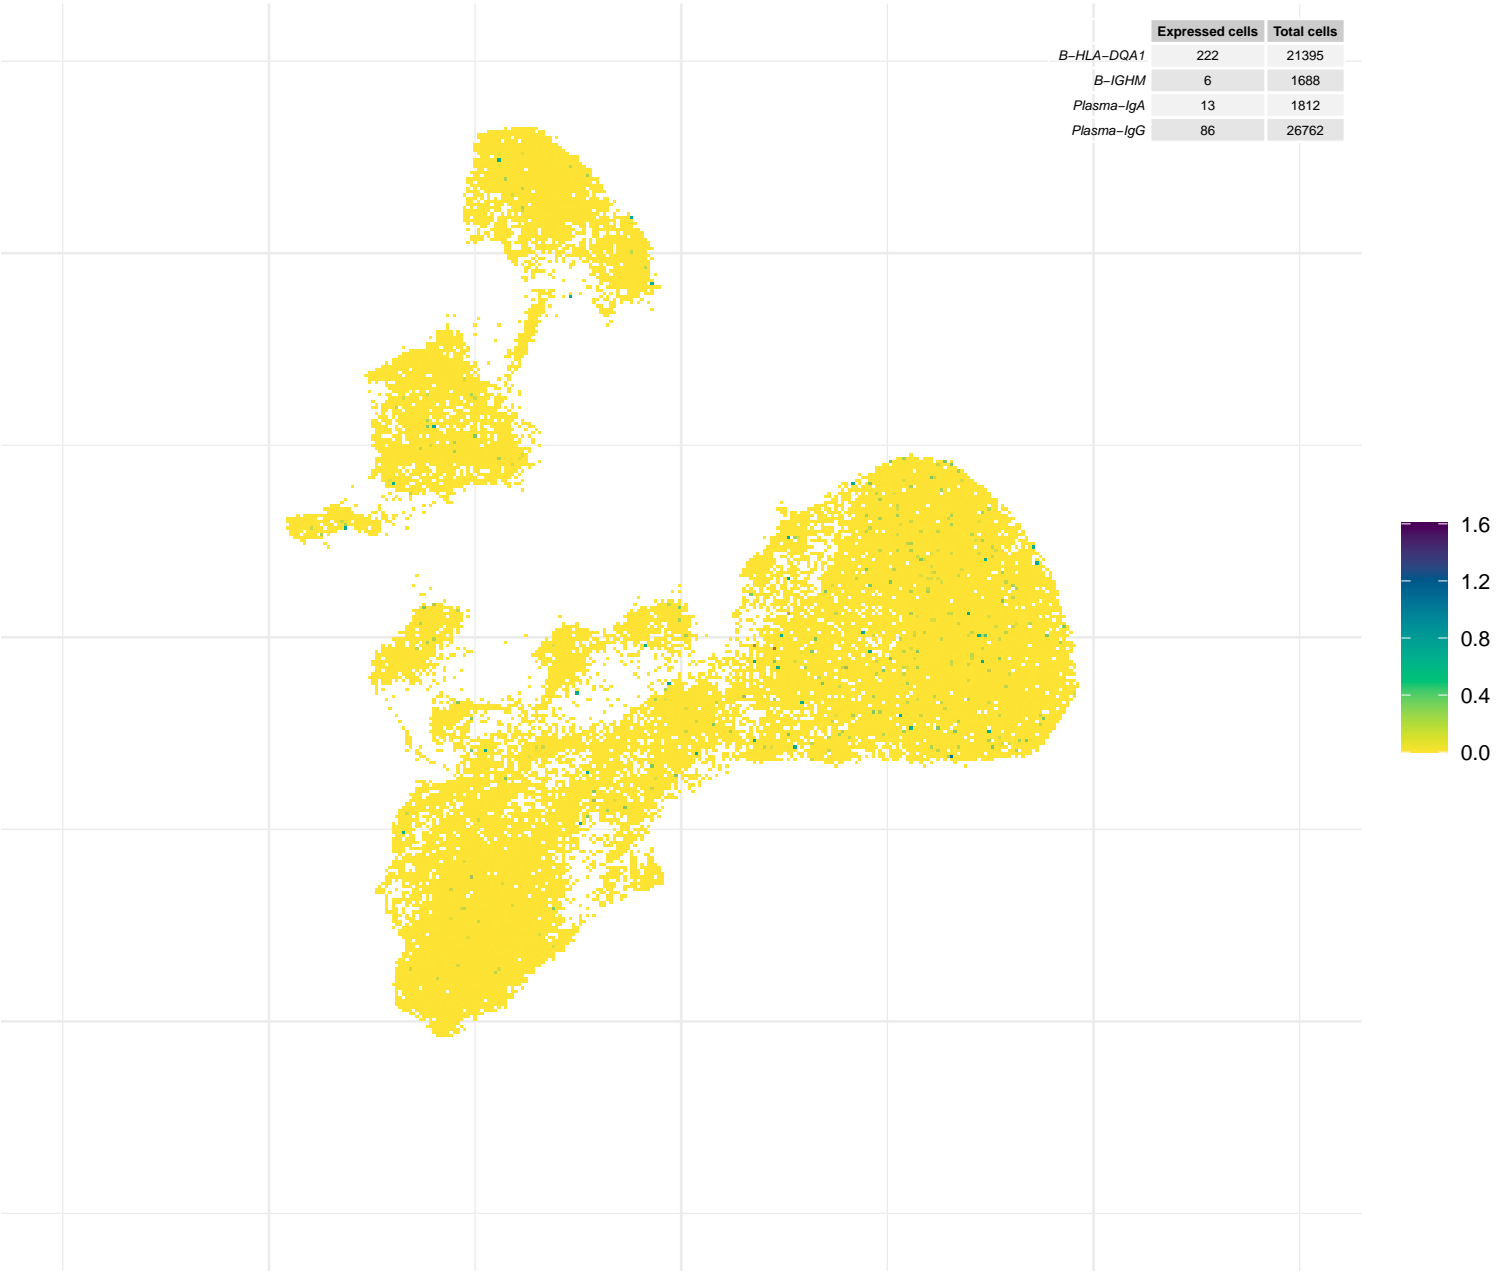 Expressed cells Total cells
B−HLA−DQA1 222 21395
B−IGHM 6 1688
Plasma−IgA 13 1812
Plasma−IgG 86 26762
1.6
1.2
0.8
0.4
0.0